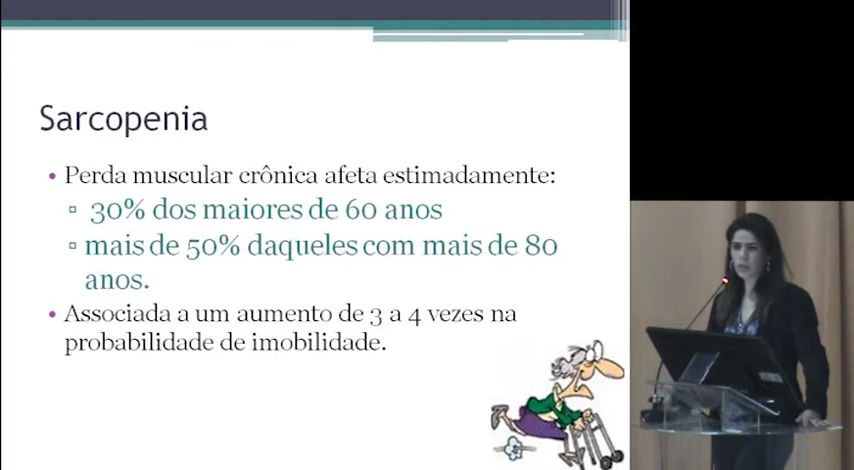 Sarcopenia
• Perda muscular crônica afeta estimadamente:
▫ 30% dos maiores de 60 anos
▫ mais de 50% daqueles com mais de 80
anos.
• Associada a um aumento de 3 a 4 vezes na
probabilidade de imobilidade.